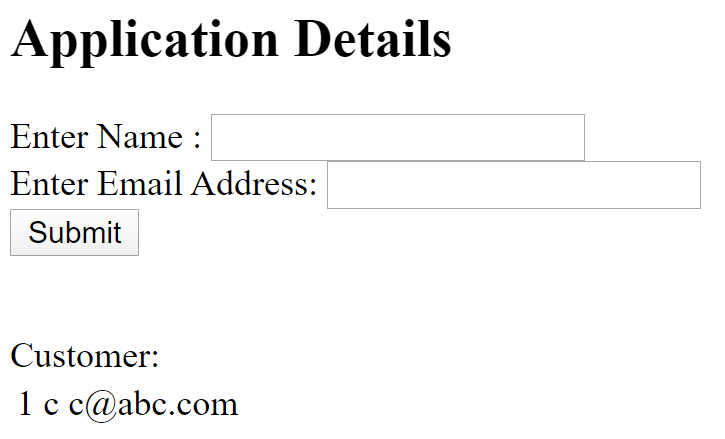 Application Details
Enter Name :
Enter Email Address:
Submit
Customer:
1 c c@abc.com